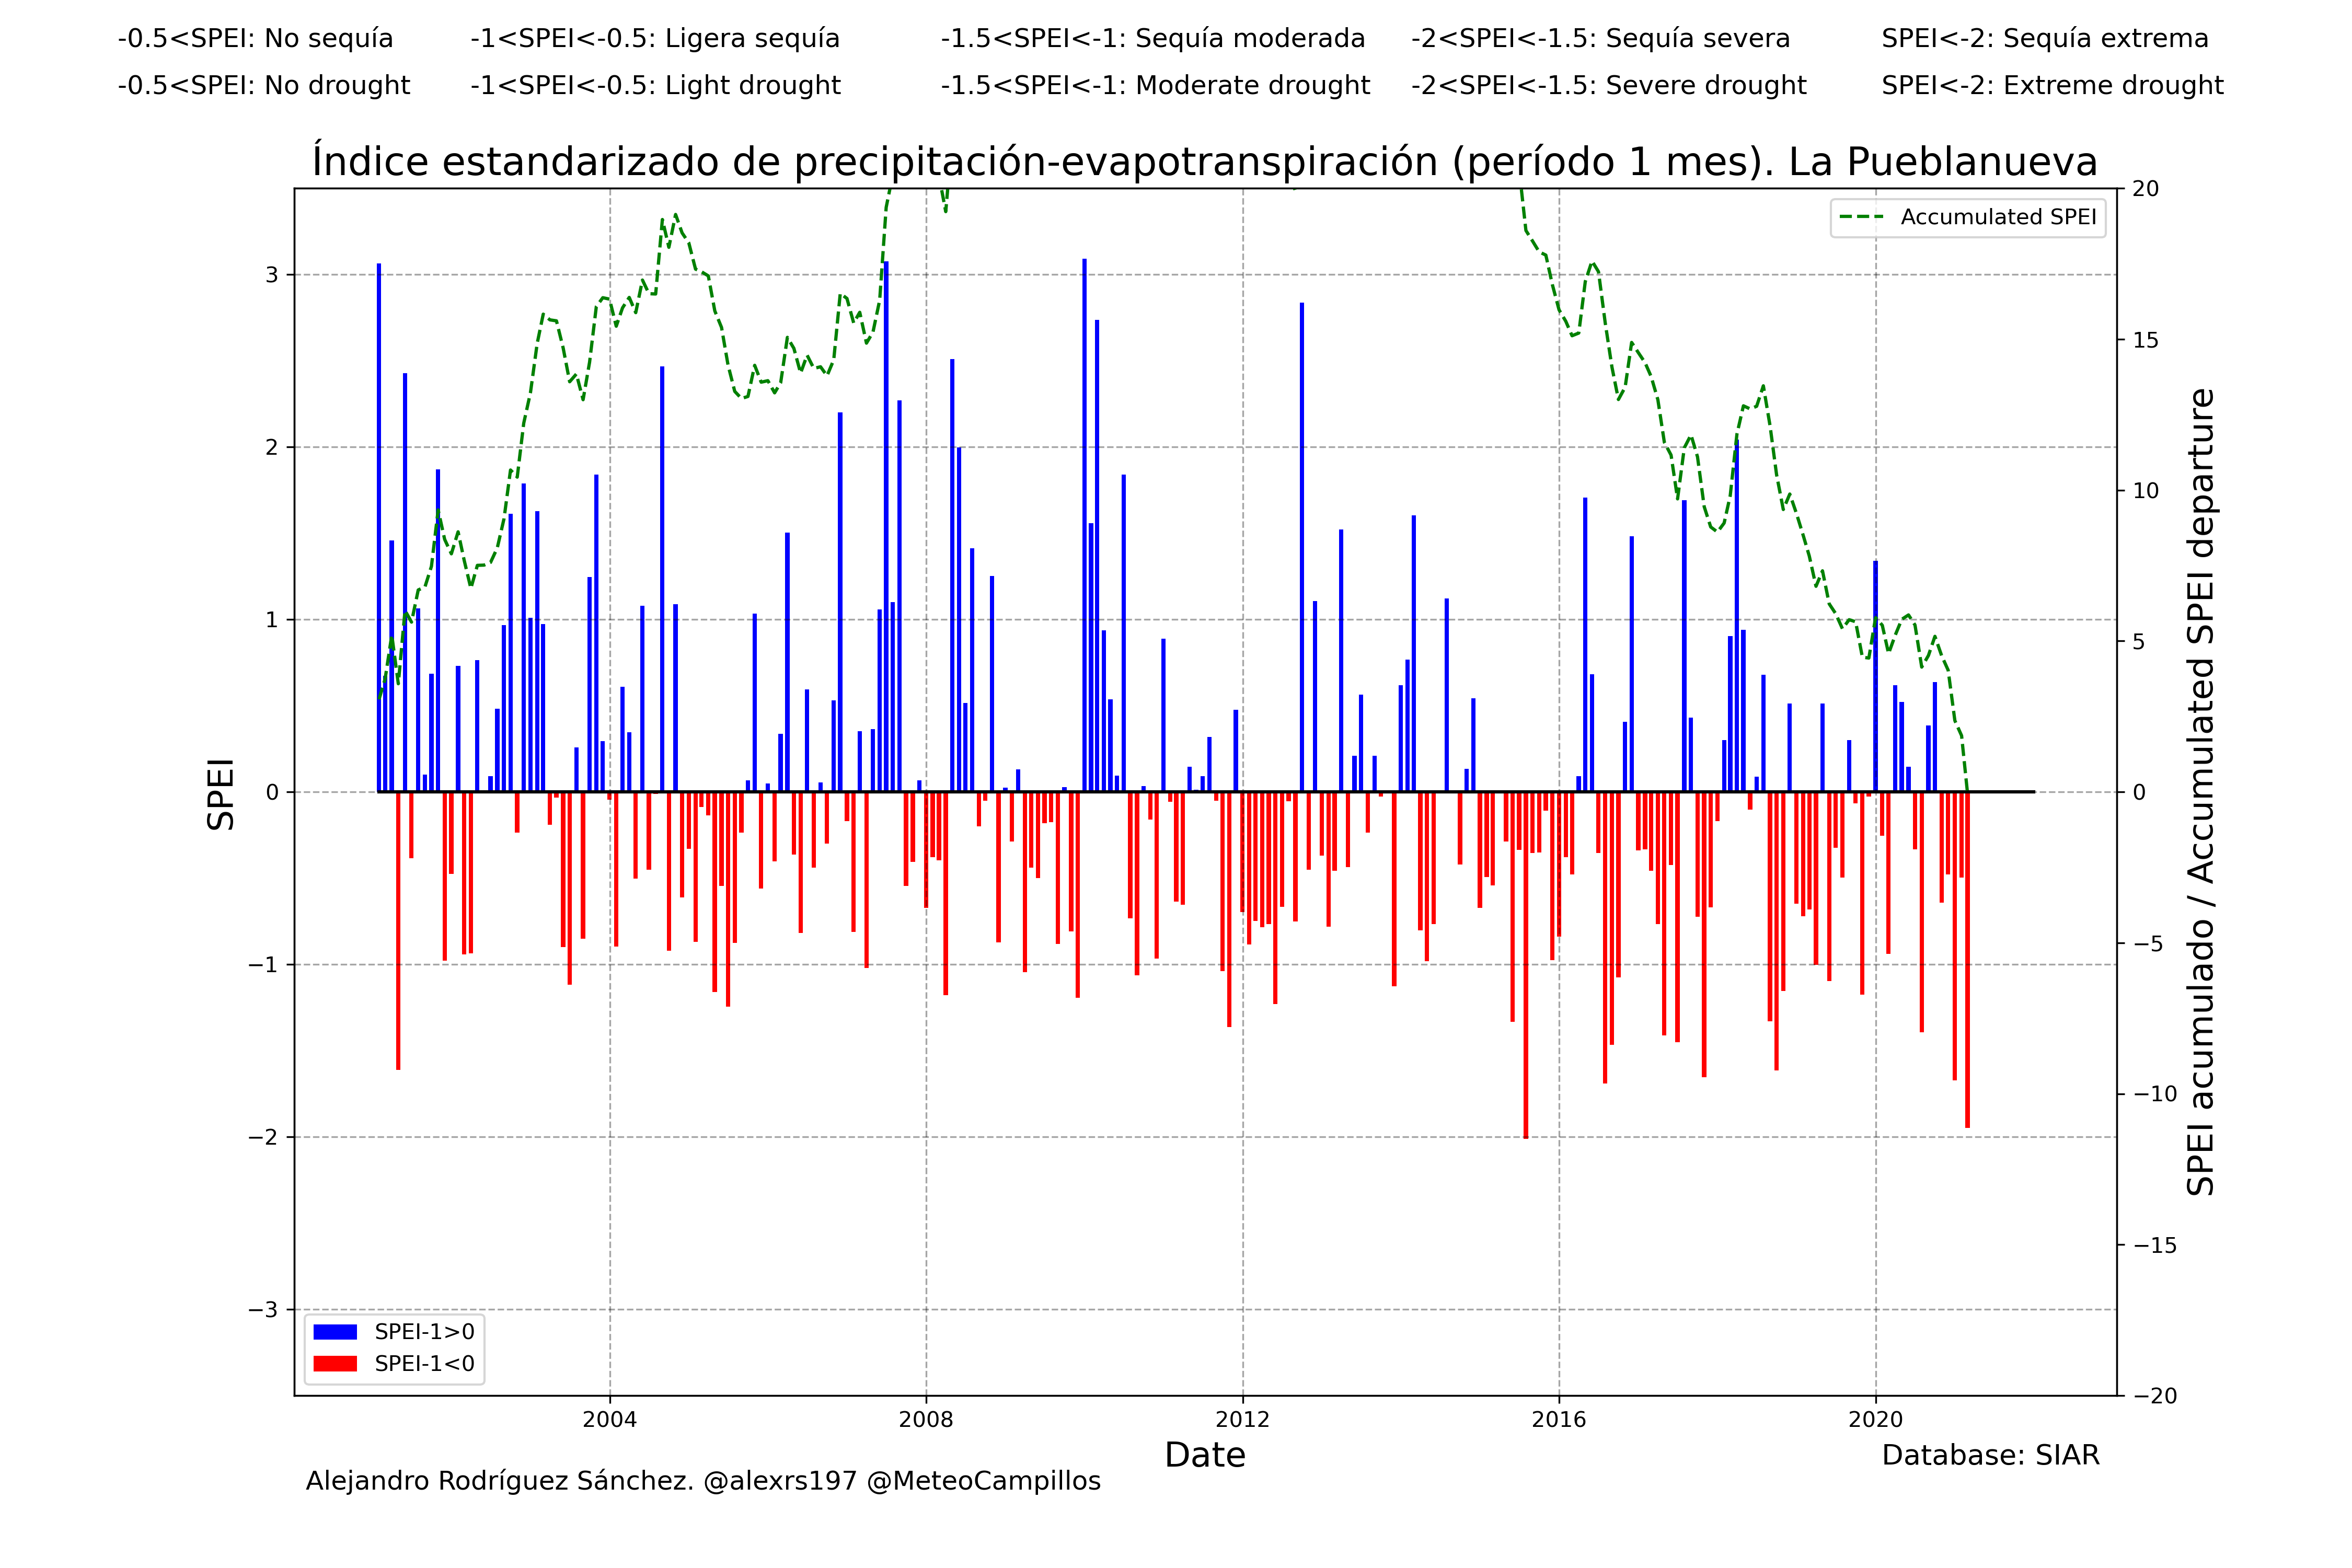 -0.5<SPEI: No sequía -1<SPEI<-0.5: Ligera sequía -1.5<SPEI<-1: Sequía moderada -2<SPEI<-1.5: Sequía severa SPEI<-2: Sequía extrema
-0.5<SPEI: No drought -1<SPEI<-0.5: Light drought -1.5<SPEI<-1: Moderate drought -2<SPEI<-1.5: Severe drought SPEI<-2: Extreme drought
Índice estandarizado de precipitación-evapotranspiración (período 1 mes). La Pueblanueva
Accumulated SPEI
SPEI
3
2
1
0
−1
−2
−3
20
15
10
5
0
−5
−10
−15
−20
SPEI acumulado / Accumulated SPEI departure
SPEI-1>0
SPEI-1<0
2004 2008 2012 2016 2020
Date
Database: SIAR
Alejandro Rodríguez Sánchez. @alexrs197 @MeteoCampillos